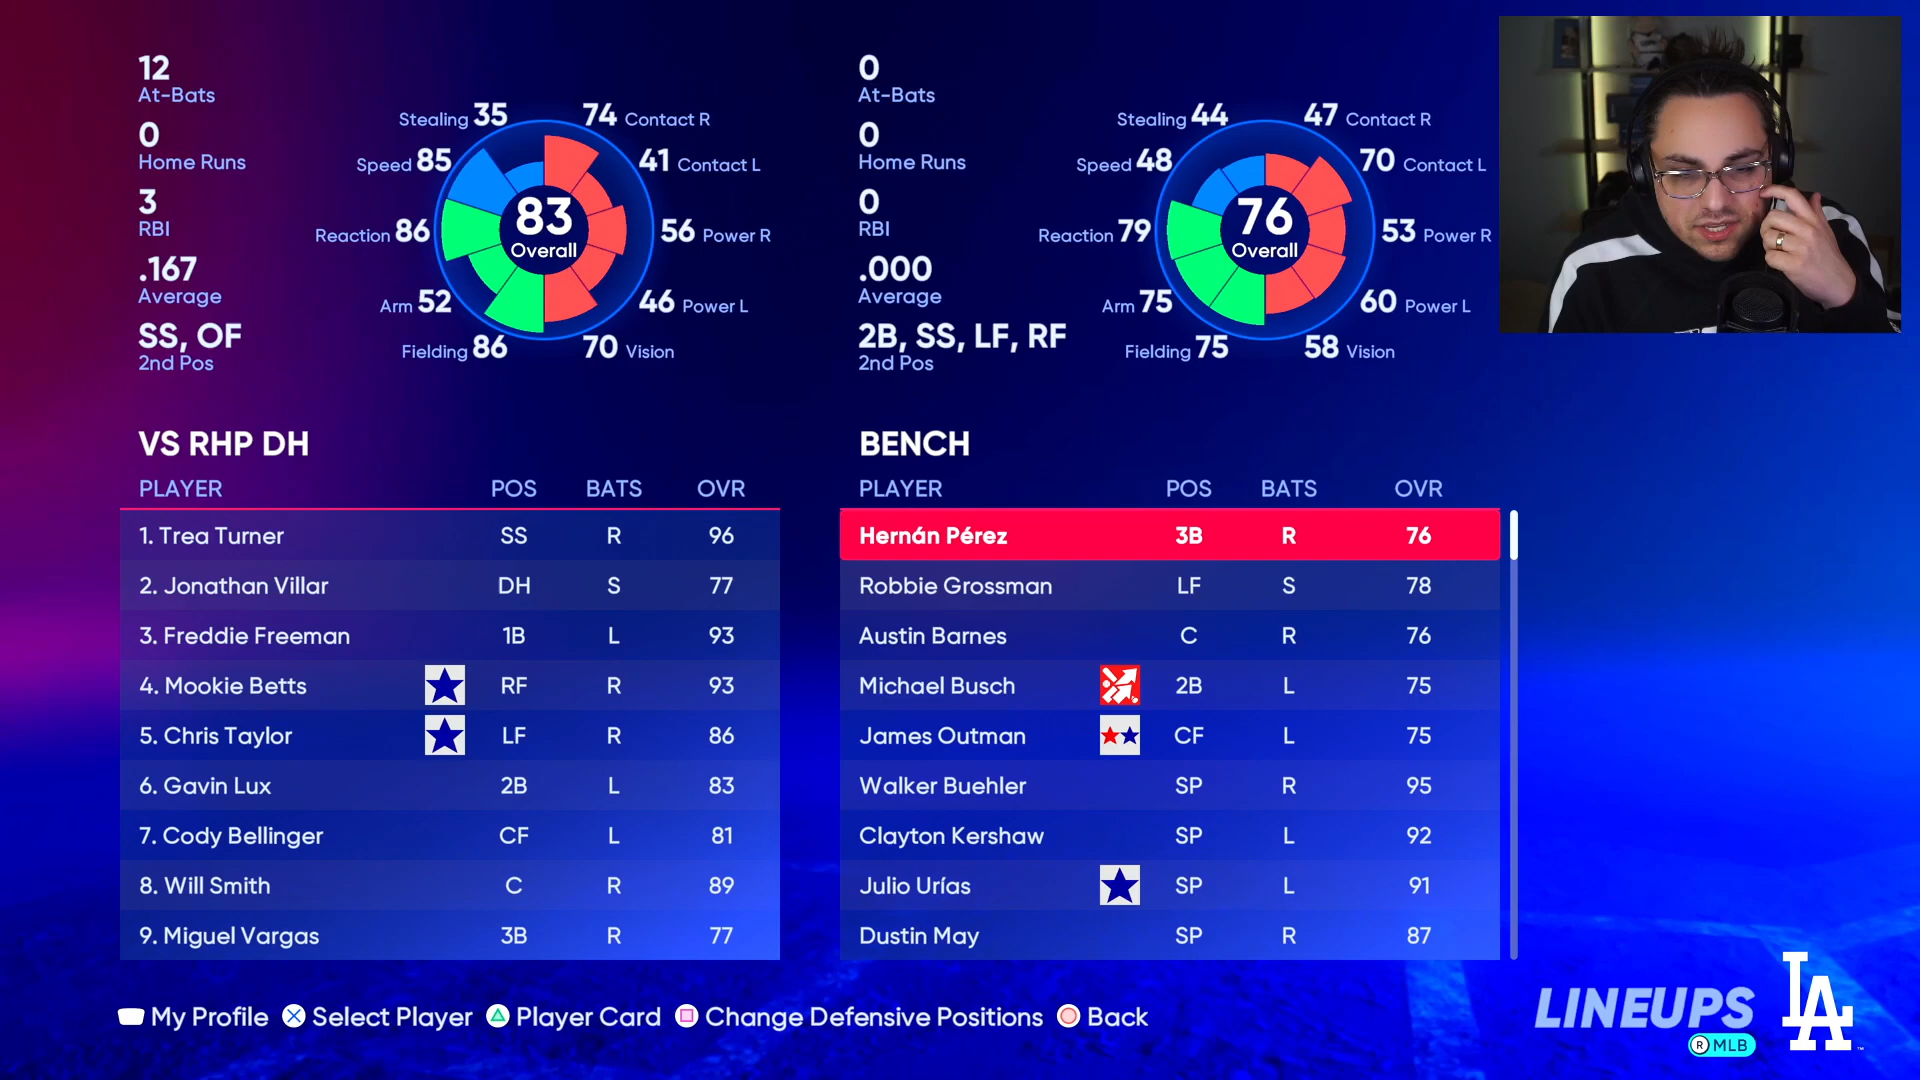 12
At-Bats
0
Home Runs
3
RBI
.167
Average
SS, OF
2nd Pos
Stealing 35
74 Contact R
Speed 85
41 Contact L
Reaction 86
83
Overall
56 Power R
Arm 52
46 Power L
Fielding 86
70 Vision
0
At-Bats
0
Home Runs
0
RBI
.000
Average
2B, SS, LF, RF
2nd Pos
Stealing 44
47 Contact R
Speed 48
70 Contact L
Reaction 79
76
Overall
53 Power R
Arm 75
60 Power L
Fielding 75
58 Vision
VS RHP DH
PLAYER POS BATS OVR
1. Trea Turner SS R 96
2. Jonathan Villar DH S 77
3. Freddie Freeman 1B L 93
4. Mookie Betts RF R 93
5. Chris Taylor LF R 86
6. Gavin Lux 2B L 83
7. Cody Bellinger CF L 81
8. Will Smith C R 89
9. Miguel Vargas 3B R 77
BENCH
PLAYER POS BATS OVR
Hernán Pérez 3B R 76
Robbie Grossman LF S 78
Austin Barnes C R 76
Michael Busch 2B L 75
James Outman CF L 75
Walker Buehler SP R 95
Clayton Kershaw SP L 92
Julio Urías SP L 91
Dustin May SP R 87
My Profile Select Player Player Card Change Defensive Positions Back
LINEUPS
R MLB
LA